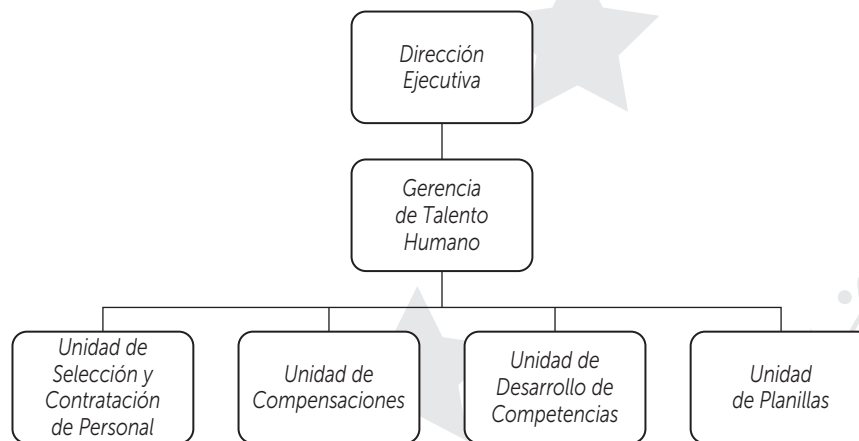 Dirección
Ejecutiva
Gerencia
de Talento
Humano
Unidad de
Selección y
Contratación
de Personal
Unidad de
Compensaciones
Unidad de
Desarrollo de
Competencias
Unidad
de Planillas